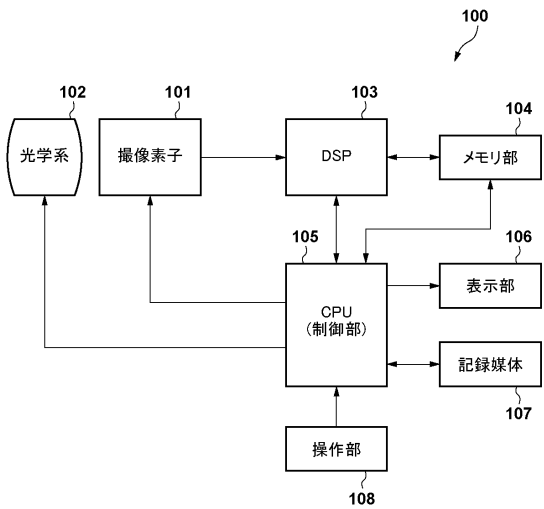 100
102
101
103
104
光学系
撮像素子
DSP
メモリ部
105
106
CPU
(制御部)
表示部
記録媒体
107
操作部
108